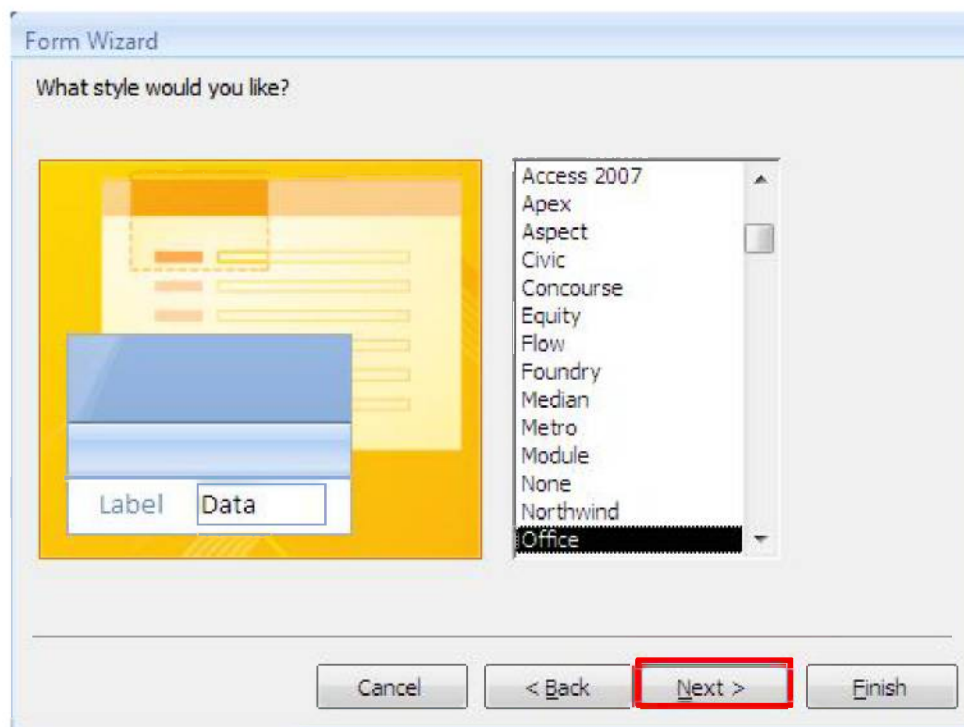 Form Wizard
What style would you like?
Label Data
Access 2007
Apex
Aspect
Civic
Concourse
Equity
Flow
Foundry
Median
Metro
Module
None
Northwind
Office
Cancel < Back Next > Finish